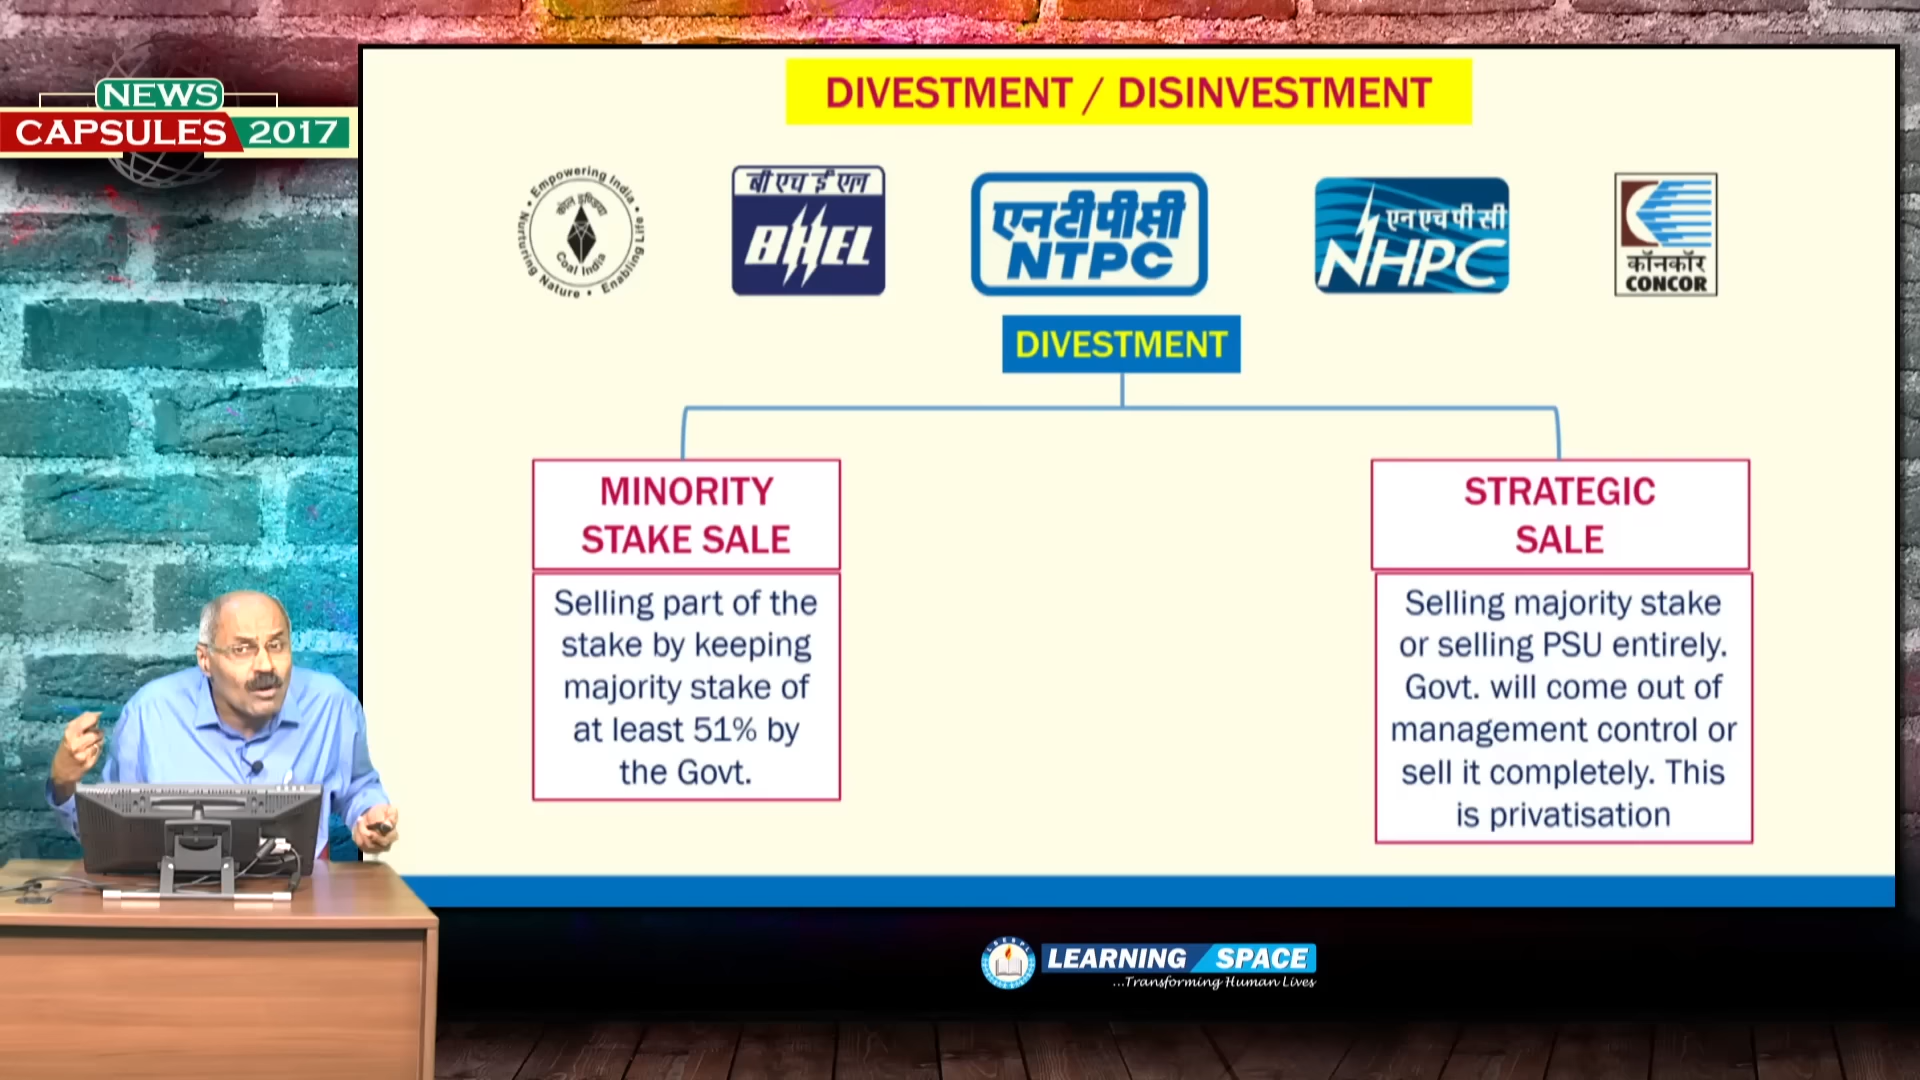 NEWS
CAPSULES 2017
DIVESTMENT / DISINVESTMENT
Empowering India • Enabling Life • Nurturing Nature •
कोल इण्डिया
Coal India
बी एच ई एल
BHEL
एनटीपीसी
NTPC
एन एच पी सी
NHPC
कॉनकॉर
CONCOR
DIVESTMENT
MINORITY
STAKE SALE
Selling part of the
stake by keeping
majority stake of
at least 51% by
the Govt.
STRATEGIC
SALE
Selling majority stake
or selling PSU entirely.
Govt. will come out of
management control or
sell it completely. This
is privatisation
LEARNING SPACE
...Transforming Human Lives